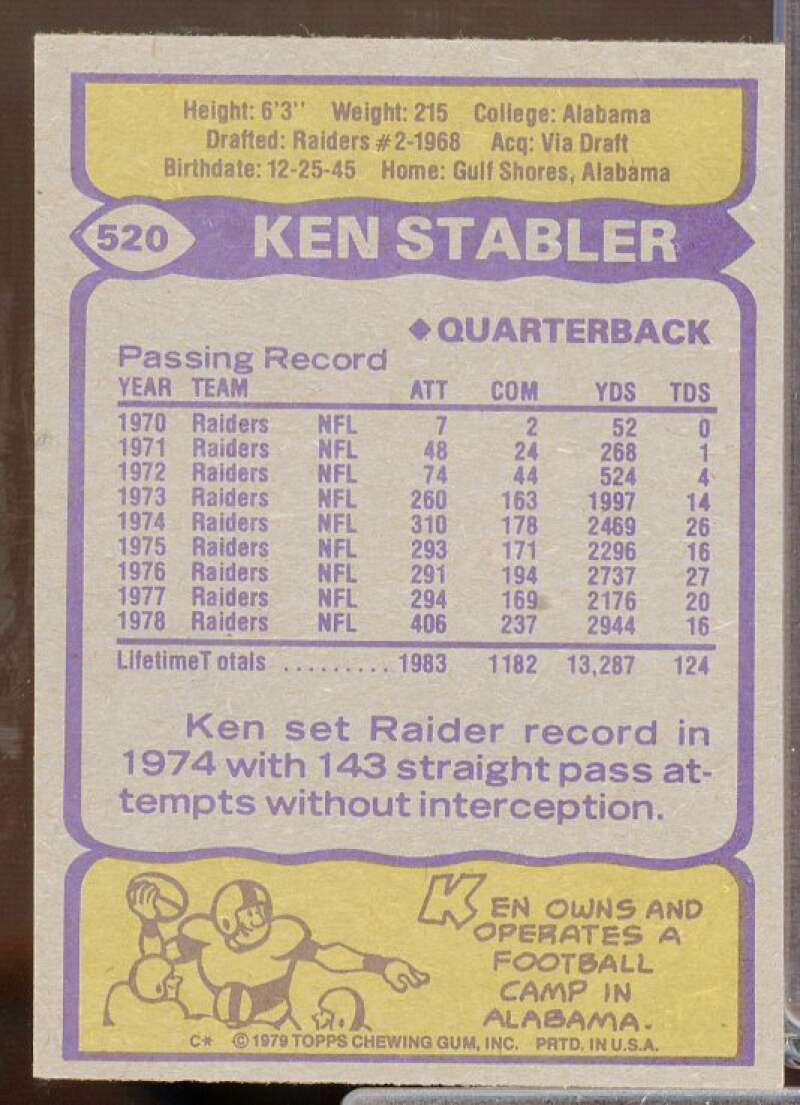 Height: 6'3" Weight: 215 College: Alabama
Drafted: Raiders #2-1968 Acq: Via Draft
Birthdate: 12-25-45 Home: Gulf Shores, Alabama
520 KEN STABLER
◆ QUARTERBACK
Passing Record
YEAR TEAM ATT COM YDS TDS
1970 Raiders NFL 7 2 52 0
1971 Raiders NFL 48 24 268 1
1972 Raiders NFL 74 44 524 4
1973 Raiders NFL 260 163 1997 14
1974 Raiders NFL 310 178 2469 26
1975 Raiders NFL 293 171 2296 16
1976 Raiders NFL 291 194 2737 27
1977 Raiders NFL 294 169 2176 20
1978 Raiders NFL 406 237 2944 16
LifetimeT otals ......... 1983 1182 13,287 124
Ken set Raider record in
1974 with 143 straight pass at-
tempts without interception.
KEN OWNS AND
OPERATES A
FOOTBALL
CAMP IN
ALABAMA.
C* © 1979 TOPPS CHEWING GUM, INC. PRTD. IN U.S.A.